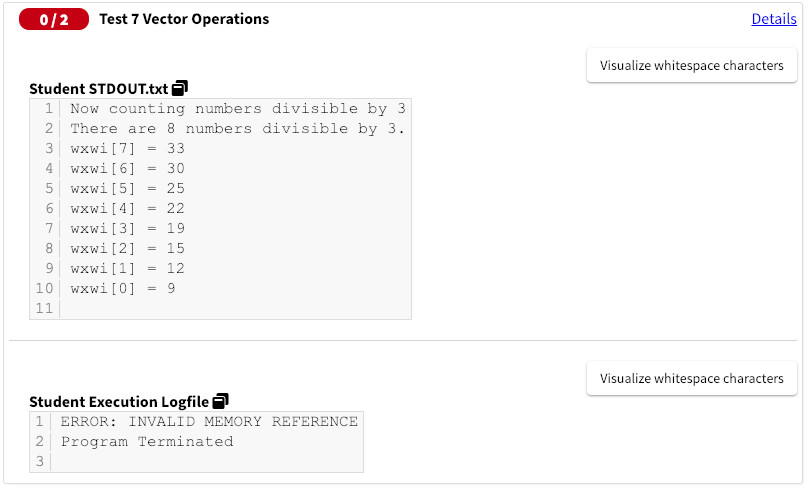 0 / 2 Test 7 Vector Operations Details
Visualize whitespace characters
Student STDOUT.txt
1 Now counting numbers divisible by 3
2 There are 8 numbers divisible by 3.
3 wxwi[7] = 33
4 wxwi[6] = 30
5 wxwi[5] = 25
6 wxwi[4] = 22
7 wxwi[3] = 19
8 wxwi[2] = 15
9 wxwi[1] = 12
10 wxwi[0] = 9
11
Visualize whitespace characters
Student Execution Logfile
1 ERROR: INVALID MEMORY REFERENCE
2 Program Terminated
3